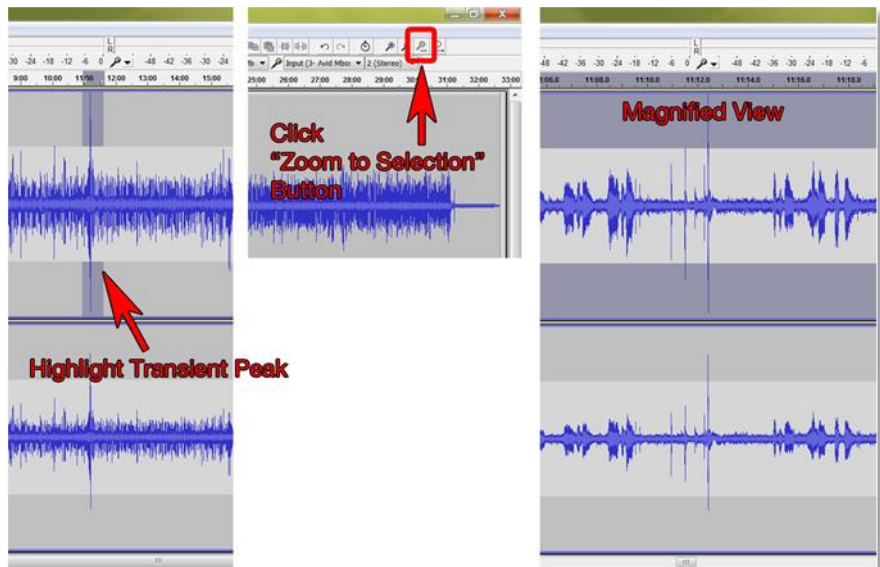 L
R
-24 -18 -12 -6 0 -48 -42 -36 -30 -24
9:00 10:00 11:00 12:00 13:00 14:00 15:00
Highlight Transient Peak
Input (3- Avid Mbox 2 (Stereo)
25:00 26:00 27:00 28:00 29:00 31:00 32:00 33:00
Click
“Zoom to Selection”
Button
L
R
-48 -42 -36 -30 -24 -18 -12 -6 0 -48 -42 -36 -30 -24 -18 -12 -6
11:08.0 11:10.0 11:12.0 11:14.0 11:16.0 11:18.0
Magnified View